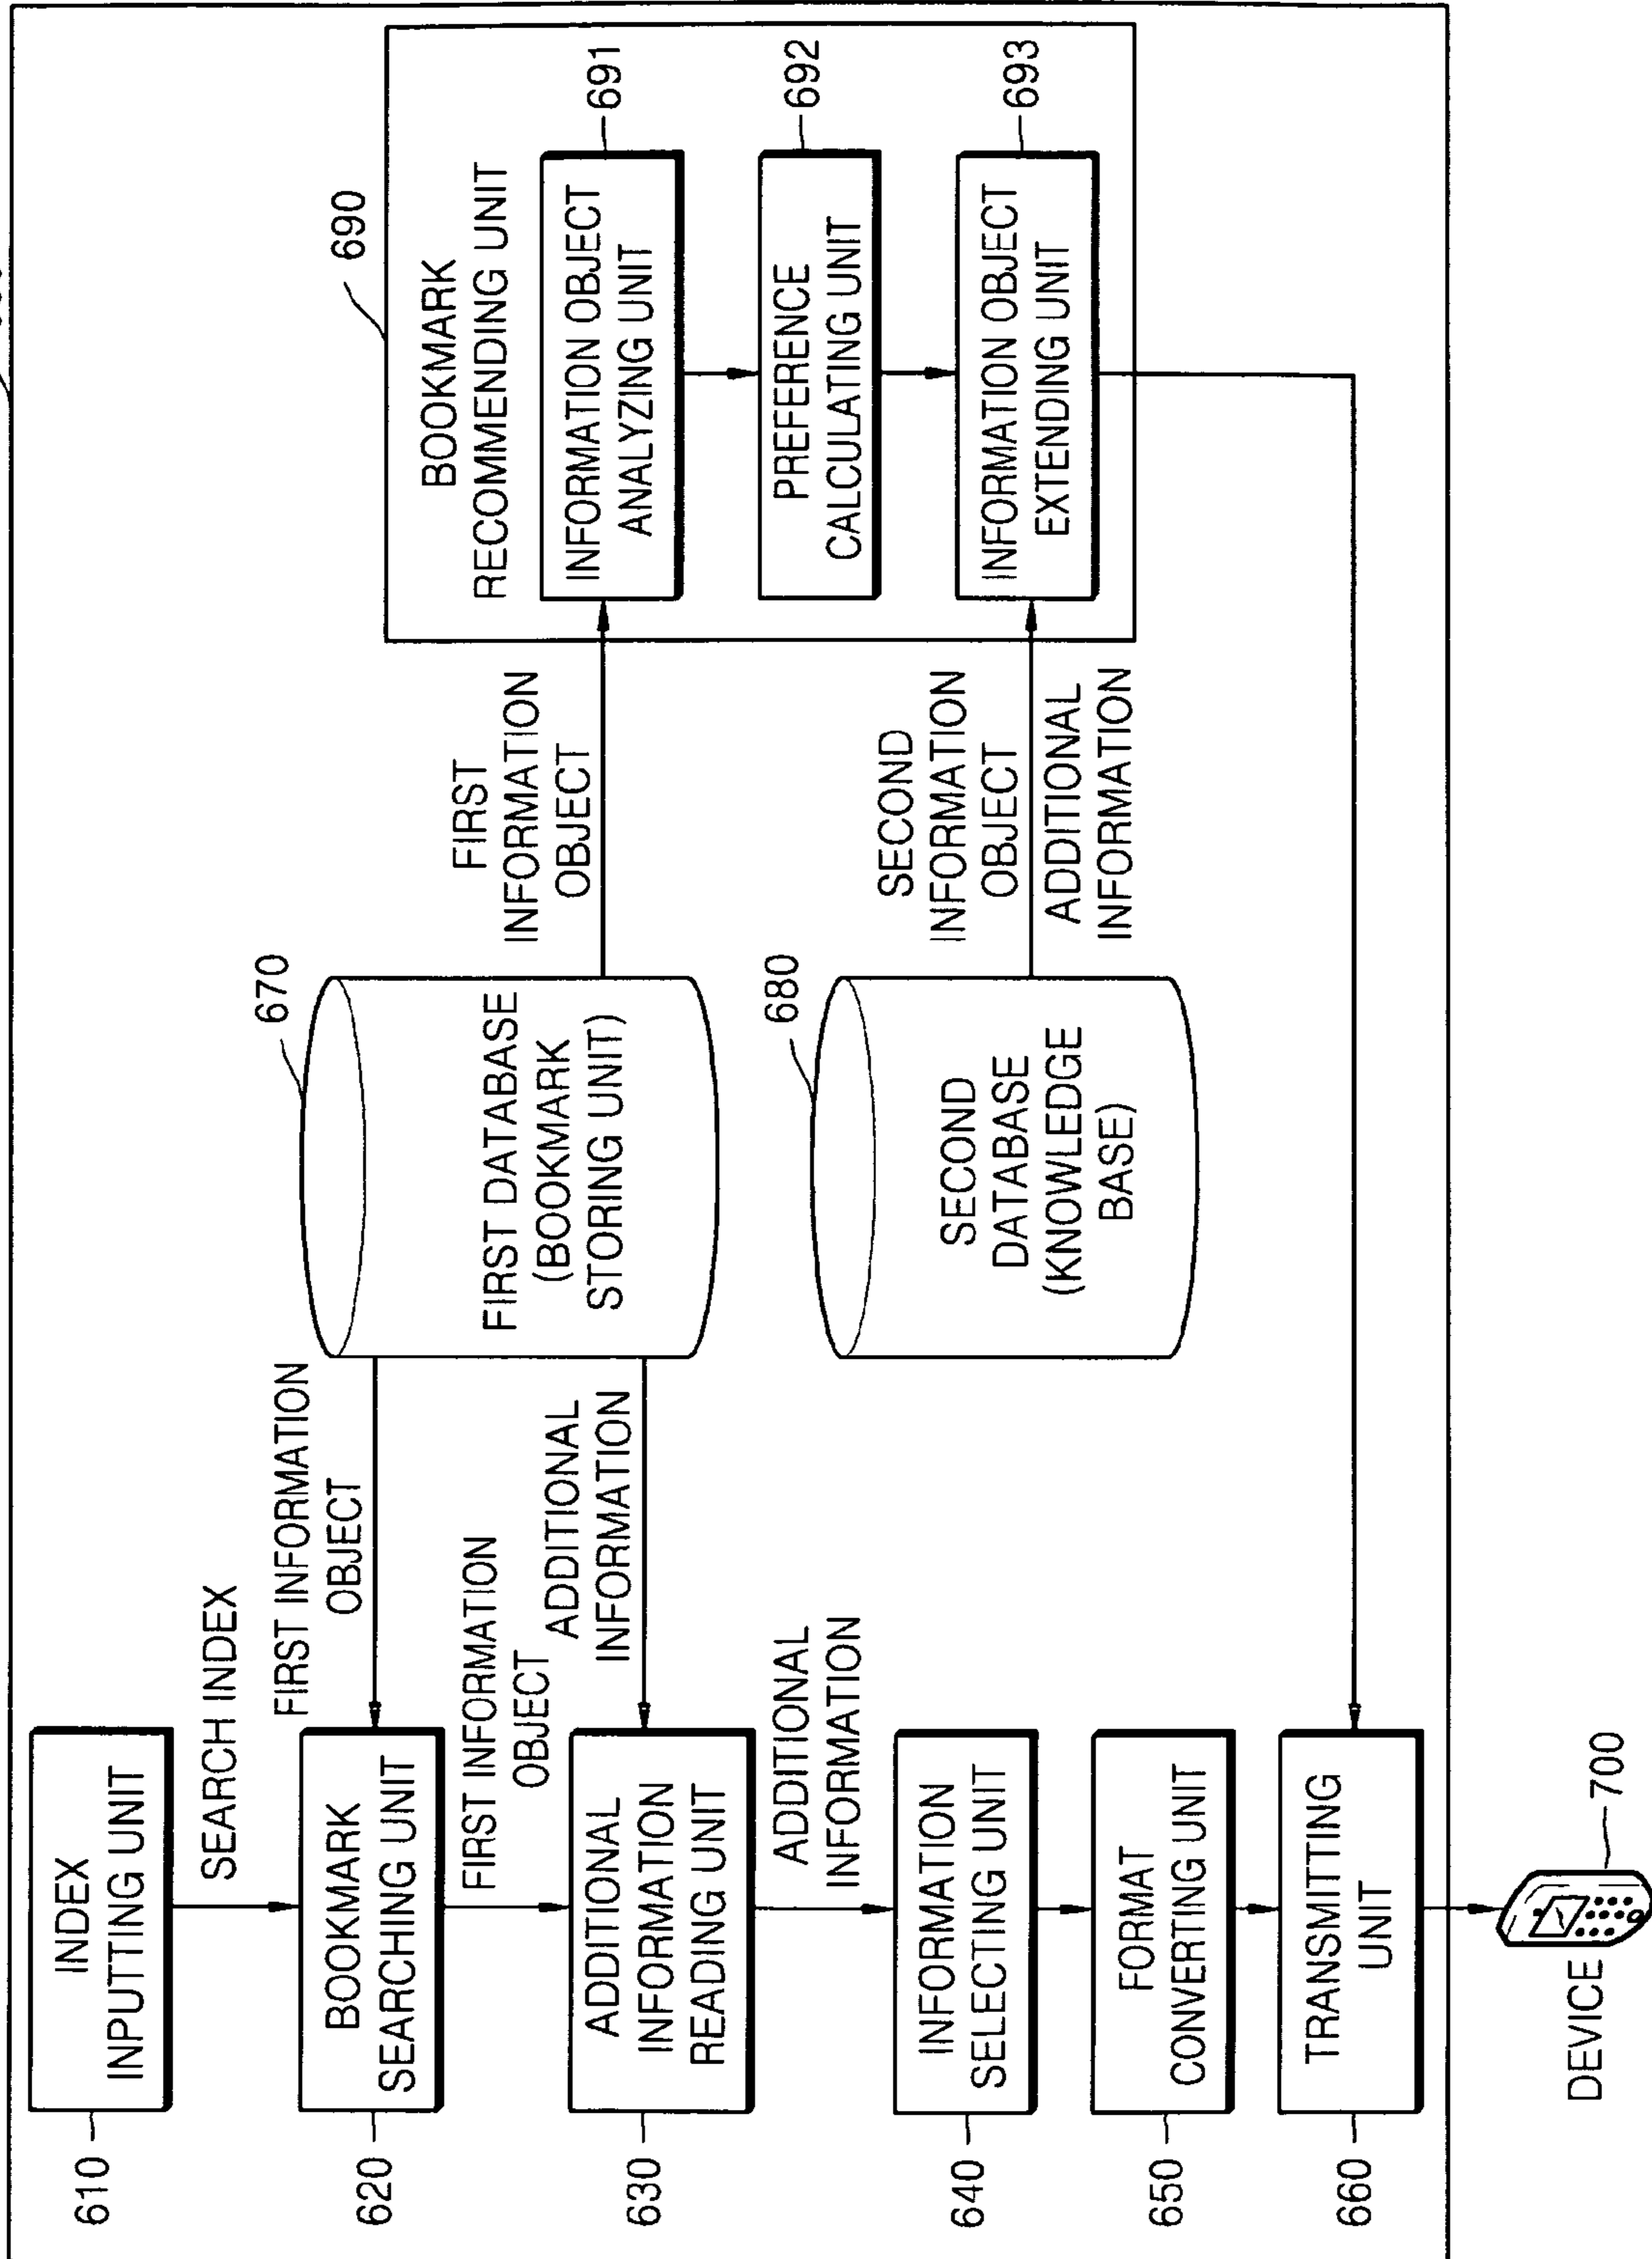 610
INDEX
INPUTTING UNIT
SEARCH INDEX
620
BOOKMARK
SEARCHING UNIT
FIRST INFORMATION
OBJECT
FIRST INFORMATION
OBJECT
630
ADDITIONAL
INFORMATION
READING UNIT
ADDITIONAL
INFORMATION
ADDITIONAL
INFORMATION
640
INFORMATION
SELECTING UNIT
650
FORMAT
CONVERTING UNIT
660
TRANSMITTING
UNIT
DEVICE
700
670
FIRST DATABASE
(BOOKMARK
STORING UNIT)
680
SECOND
DATABASE
(KNOWLEDGE
BASE)
FIRST
INFORMATION
OBJECT
SECOND
INFORMATION
OBJECT
ADDITIONAL
INFORMATION
690
BOOKMARK
RECOMMENDING UNIT
INFORMATION OBJECT
ANALYZING UNIT
691
PREFERENCE
CALCULATING UNIT
692
INFORMATION OBJECT
EXTENDING UNIT
693